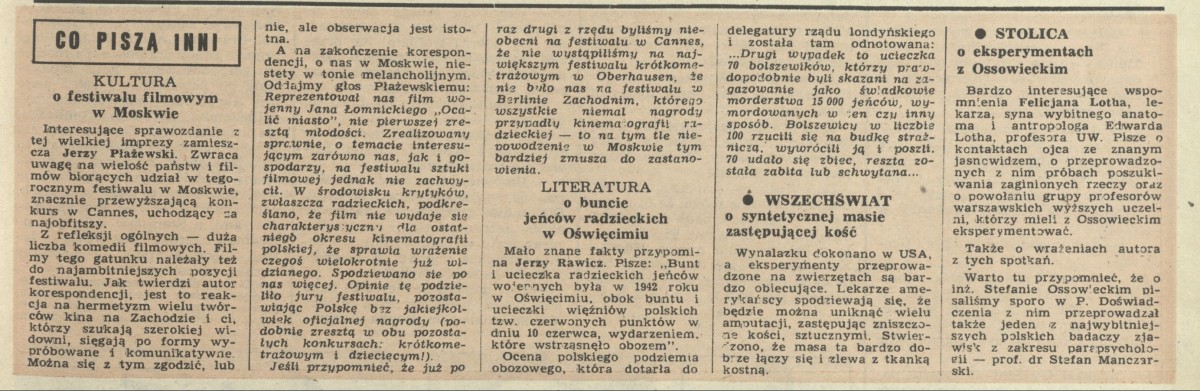 CO PISZĄ INNI
KULTURA
o festiwalu filmowym
w Moskwie
Interesujące sprawozdanie z
tej wielkiej imprezy zamiesz-
cza Jerzy Płażewski. Zwraca
uwagę na wielość państw i fil-
mów biorących udział w tego-
rocznym festiwalu w Moskwie,
znacznie przewyższającą kon-
kurs w Cannes, uchodzący za
najobfitszy.
Z refleksji ogólnych — duża
liczba komedii filmowych. Fil-
my tego gatunku należały też
do najambitniejszych pozycji
festiwalu. Jak twierdzi autor
korespondencji, jest to reak-
cja na hermetyzm wielu twór-
ców kina na Zachodzie i ci,
którzy szukają szerokiej wi-
downi, sięgają po formy wy-
próbowane i komunikatywne.
Można się z tym zgodzić, lub
nie, ale obserwacja jest isto-
tna.
A na zakończenie korespon-
dencji, o nas w Moskwie, nie-
stety w tonie melancholijnym.
Oddajmy głos Płażewskiemu:
Reprezentował nas film wo-
jenny Jana Łomnickiego „Oca-
lić miasto”, nie pierwszej zre-
sztą młodości. Zrealizowany
sprawnie, o temacie interesu-
jącym zarówno nas, jak i go-
spodarzy, na festiwalu sztuki
filmowej jednak nie zachwy-
cił. W środowisku krytyków,
zwłaszcza radzieckich, podkre-
ślano, że film nie wydaje się
charakterystyczny dla ostat-
niego okresu kinematografii
polskiej, że sprawia wrażenie
czegoś wielokrotnie już wi-
dzianego. Spodziewano się po
nas więcej. Opinię tę podzie-
liło jury festiwalu, pozosta-
wiając Polskę bez jakiejkol-
wiek oficjalnej nagrody (po-
dobnie zresztą w obu pozosta-
łych konkursach: krótkome-
trażowym i dziecięcym!).
Jeśli przypomnieć, że już po
raz drugi z rzędu byliśmy nie-
obecni na festiwalu w Cannes,
że nie wystąpiliśmy na naj-
większym festiwalu krótkome-
trażowym w Oberhausen, że
nie było nas na festiwalu w
Berlinie Zachodnim, którego
wszystkie niemal nagrody
przypadły kinematografii ra-
dzieckiej — to na tym tle nie-
powodzenie w Moskwie tym
bardziej zmusza do zastano-
wienia.
LITERATURA
o buncie
jeńców radzieckich
w Oświęcimiu
Mało znane fakty przypomi-
na Jerzy Rawicz. Pisze: „Bunt
i ucieczka radzieckich jeńców
wojennych była w 1942 roku
w Oświęcimiu, obok buntu i
ucieczki więźniów polskich
tzw. czerwonych punktów w
dniu 10 czerwca, wydarzeniem,
które wstrząsnęło obozem”.
Ocena polskiego podziemia
obozowego, która dotarła do
delegatury rządu londyńskiego
i została tam odnotowana:
...Drugi wypadek to ucieczka
70 bolszewików, którzy praw-
dopodobnie byli skazani na za-
gazowanie jako świadkowie
morderstwa 15 000 jeńców, wy-
mordowanych w ten czy inny
sposób. Bolszewicy w liczbie
100 rzucili się na budkę straż-
niczą, wywrócili ją i poszli.
70 udało się zbiec, reszta zo-
stała zabita lub schwytana...
● WSZECHŚWIAT
o syntetycznej masie
zastępującej kość
Wynalazku dokonano w USA,
a eksperymenty przeprowa-
dzone na zwierzętach są bar-
dzo obiecujące. Lekarze ame-
rykańscy spodziewają się, że
będzie można uniknąć wielu
amputacji, zastępując zniszczo-
ne kości, sztucznymi. Stwier-
dzono, że masa ta bardzo do-
brze łączy się i zlewa z tkanką
kostną.
● STOLICA
o eksperymentach
z Ossowieckim
Bardzo interesujące wspo-
mnienia Felicjana Lotha, le-
karza, syna wybitnego anato-
ma i antropologa Edwarda
Lotha, profesora UW. Pisze o
kontaktach ojca ze znanym
jasnowidzem, o przeprowadzo-
nych z nim próbach poszuki-
wania zaginionych rzeczy oraz
o powołaniu grupy profesorów
warszawskich wyższych uczel-
ni, którzy mieli z Ossowieckim
eksperymentować.
Także o wrażeniach autora
z tych spotkań.
Warto tu przypomnieć, że o
inż. Stefanie Ossowieckim pi-
saliśmy sporo w P. Doświad-
czenia z nim przeprowadzał
także jeden z najwybitniej-
szych polskich badaczy zja-
wisk z zakresu parapsycholo-
gii — prof. dr Stefan Manczar-
ski.